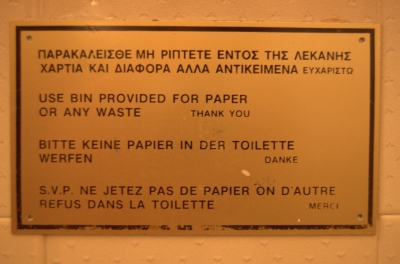 ΠΑΡΑΚΑΛΕΙΣΘΕ ΜΗ ΡΙΠΤΕΤΕ ΕΝΤΟΣ ΤΗΣ ΛΕΚΑΝΗΣ
ΧΑΡΤΙΑ ΚΑΙ ΔΙΑΦΟΡΑ ΑΛΛΑ ΑΝΤΙΚΕΙΜΕΝΑ ΕΥΧΑΡΙΣΤΩ
USE BIN PROVIDED FOR PAPER
OR ANY WASTE THANK YOU
BITTE KEINE PAPIER IN DER TOILETTE
WERFEN DANKE
S.V.P. NE JETEZ PAS DE PAPIER ON D'AUTRE
REFUS DANS LA TOILETTE MERCI